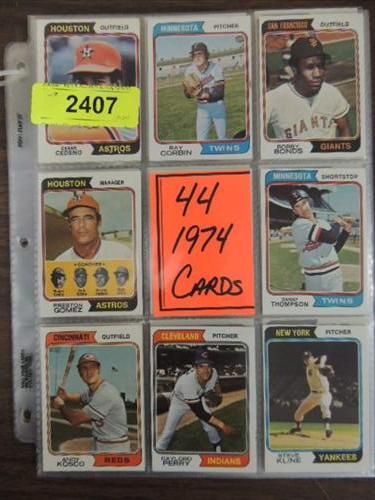 HOUSTON OUTFIELD
2407
CESAR
CEDENO ASTROS
MINNESOTA PITCHER
RAY
CORBIN TWINS
SAN FRANCISCO OUTFIELD
GIANTS
BOBBY
BONDS GIANTS
HOUSTON MANAGER
COACHES
PRESTON
GOMEZ ASTROS
44
1974
CARDS
MINNESOTA SHORTSTOP
DANNY
THOMPSON TWINS
CINCINNATI OUTFIELD
ANDY
KOSCO REDS
CLEVELAND PITCHER
GAYLORD
PERRY INDIANS
NEW YORK PITCHER
STEVE
KLINE YANKEES